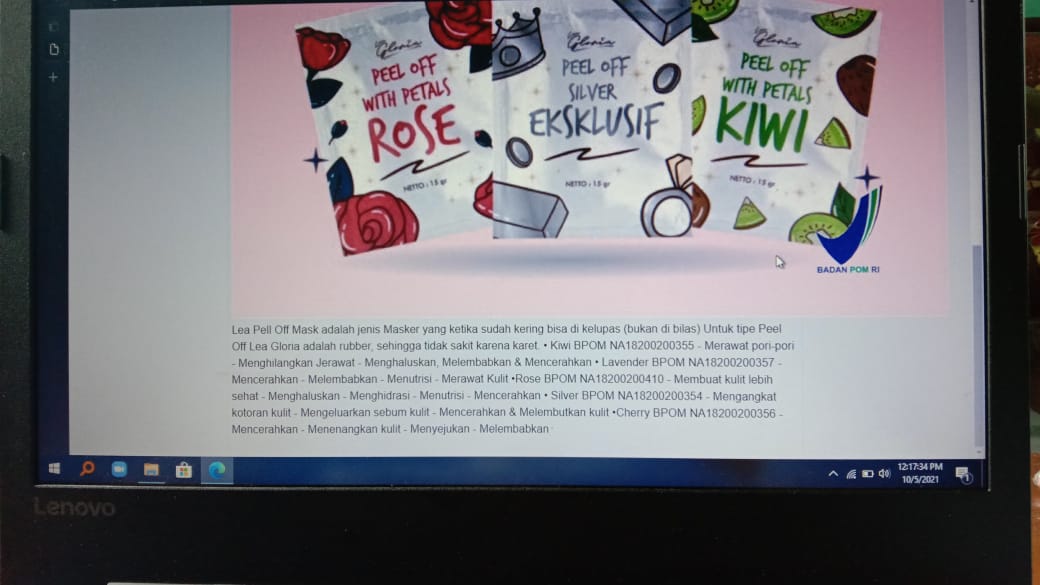 Lea Gloria
PEEL OFF
WITH PETALS
ROSE
NETTO : 15 gr
Gloria
PEEL OFF
SILVER
EKSKLUSIF
NETTO : 15 gr
Gloria
PEEL OFF
WITH PETALS
KIWI
NETTO : 15 gr
BADAN POM RI
Lea Pell Off Mask adalah jenis Masker yang ketika sudah kering bisa di kelupas (bukan di bilas) Untuk tipe Peel
Off Lea Gloria adalah rubber, sehingga tidak sakit karena karet. • Kiwi BPOM NA18200200355 - Merawat pori-pori
- Menghilangkan Jerawat - Menghaluskan, Melembabkan & Mencerahkan • Lavender BPOM NA18200200357 -
Mencerahkan - Melembabkan - Menutrisi - Merawat Kulit •Rose BPOM NA18200200410 - Membuat kulit lebih
sehat - Menghaluskan - Menghidrasi - Menutrisi - Mencerahkan • Silver BPOM NA18200200354 - Mengangkat
kotoran kulit - Mengeluarkan sebum kulit - Mencerahkan & Melembutkan kulit •Cherry BPOM NA18200200356 -
Mencerahkan - Menenangkan kulit - Menyejukan - Melembabkan
12:17:34 PM
10/5/2021
1
Lenovo